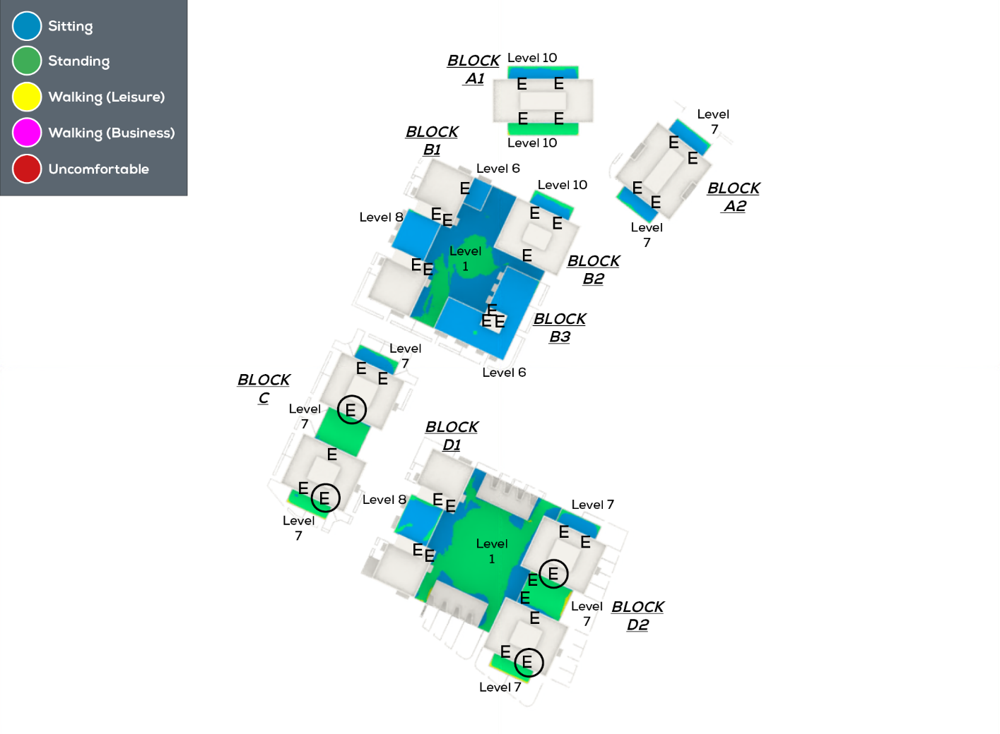 Sitting
Standing
Walking (Leisure)
Walking (Business)
Uncomfortable
BLOCK
A1
Level 10
E E
E E
Level 10
Level
7
E
E
E
E
BLOCK
A2
Level
7
BLOCK
B1
Level 6
E
Level 10
Level 8
E
E
E
E
Level
1
E
BLOCK
B2
E
E
E
E E
BLOCK
B3
Level 6
Level
7
E
E
BLOCK
C
Level
7
E
E
E
E
Level
7
BLOCK
D1
Level 8
E
E
Level
1
E
E
Level 7
E
E
E
E
E
Level
7
BLOCK
D2
E
E
E
Level 7